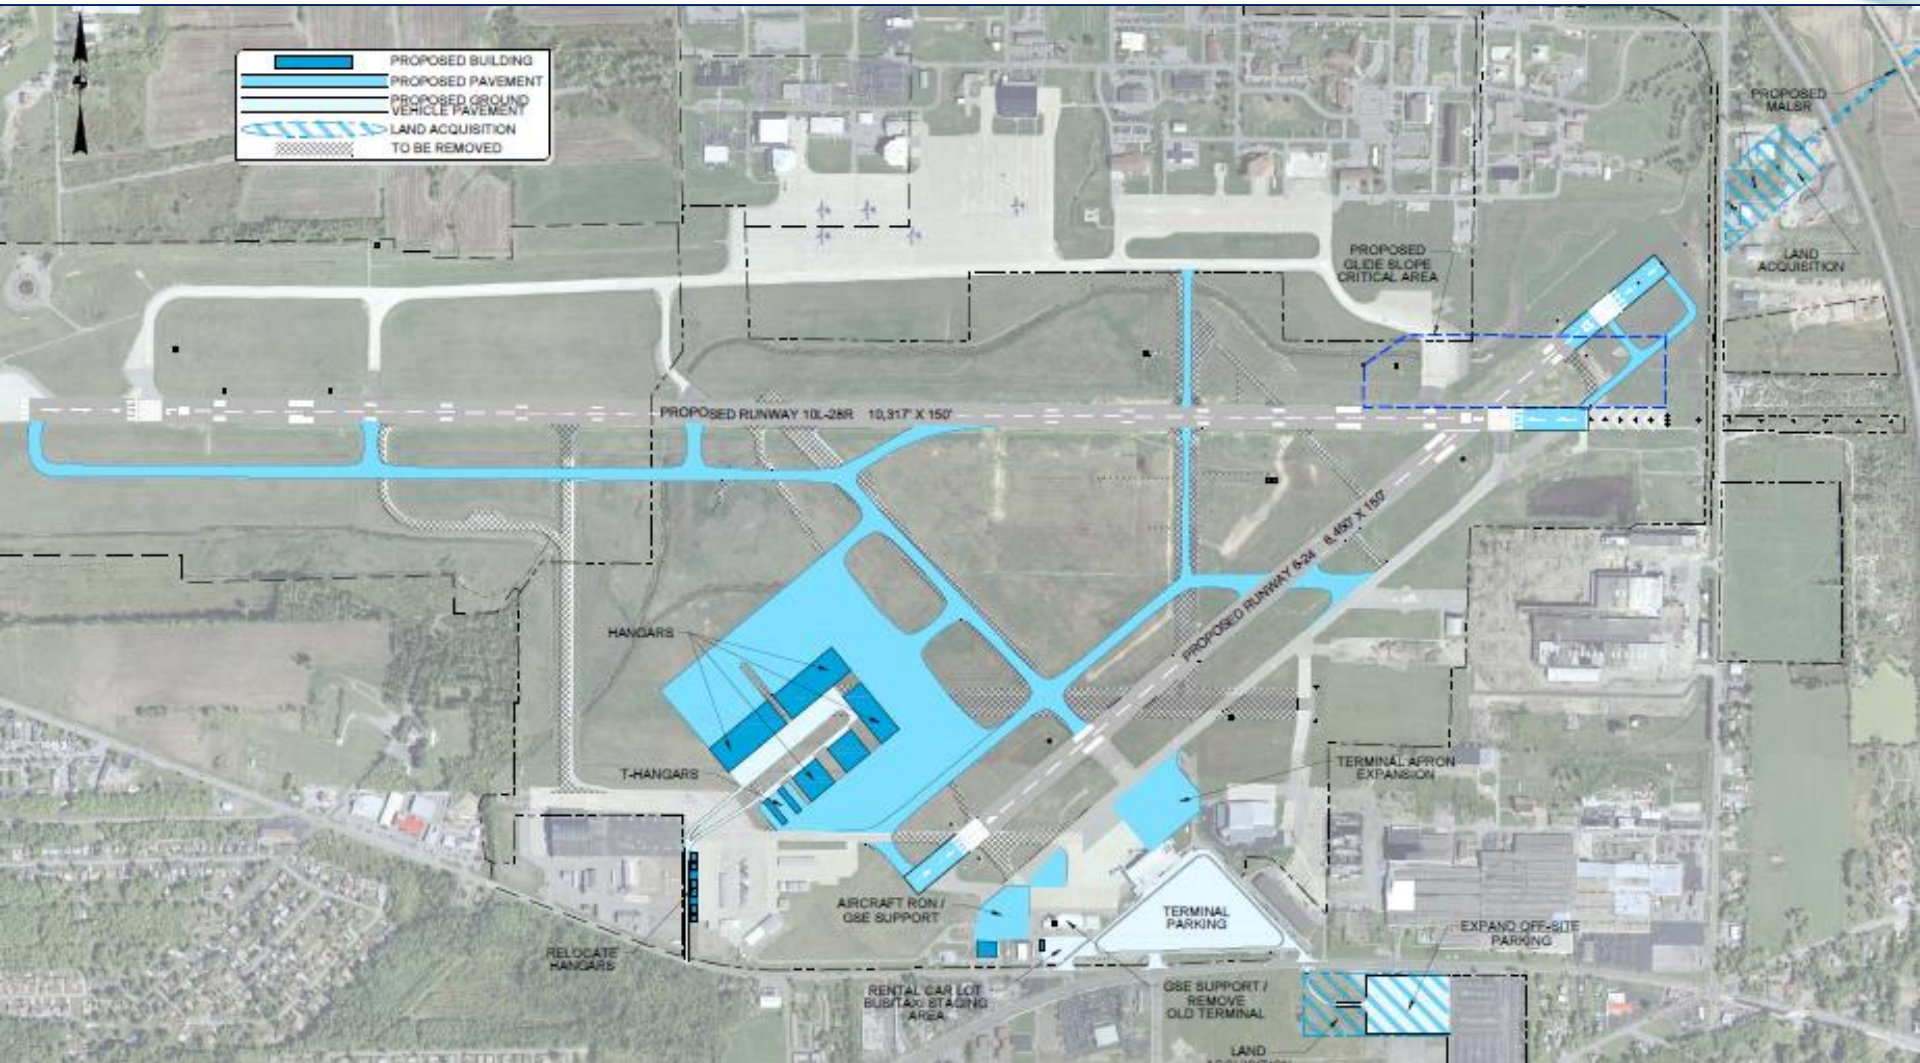 PROPOSED BUILDING
PROPOSED PAVEMENT
PROPOSED GROUND
VEHICLE PAVEMENT
LAND ACQUISITION
TO BE REMOVED
PROPOSED
MALSR
LAND
ACQUISITION
PROPOSED
GLIDE SLOPE
CRITICAL AREA
PROPOSED RUNWAY 10L-28R 10,317' X 150'
PROPOSED RUNWAY 6-24 8,450' X 150'
HANGARS
T-HANGARS
TERMINAL APRON
EXPANSION
AIRCRAFT RON /
GSE SUPPORT
TERMINAL
PARKING
EXPAND OFF-SITE
PARKING
RELOCATE
HANGARS
RENTAL CAR LOT
BUS/TAXI STAGING
AREA
GSE SUPPORT /
REMOVE
OLD TERMINAL
LAND